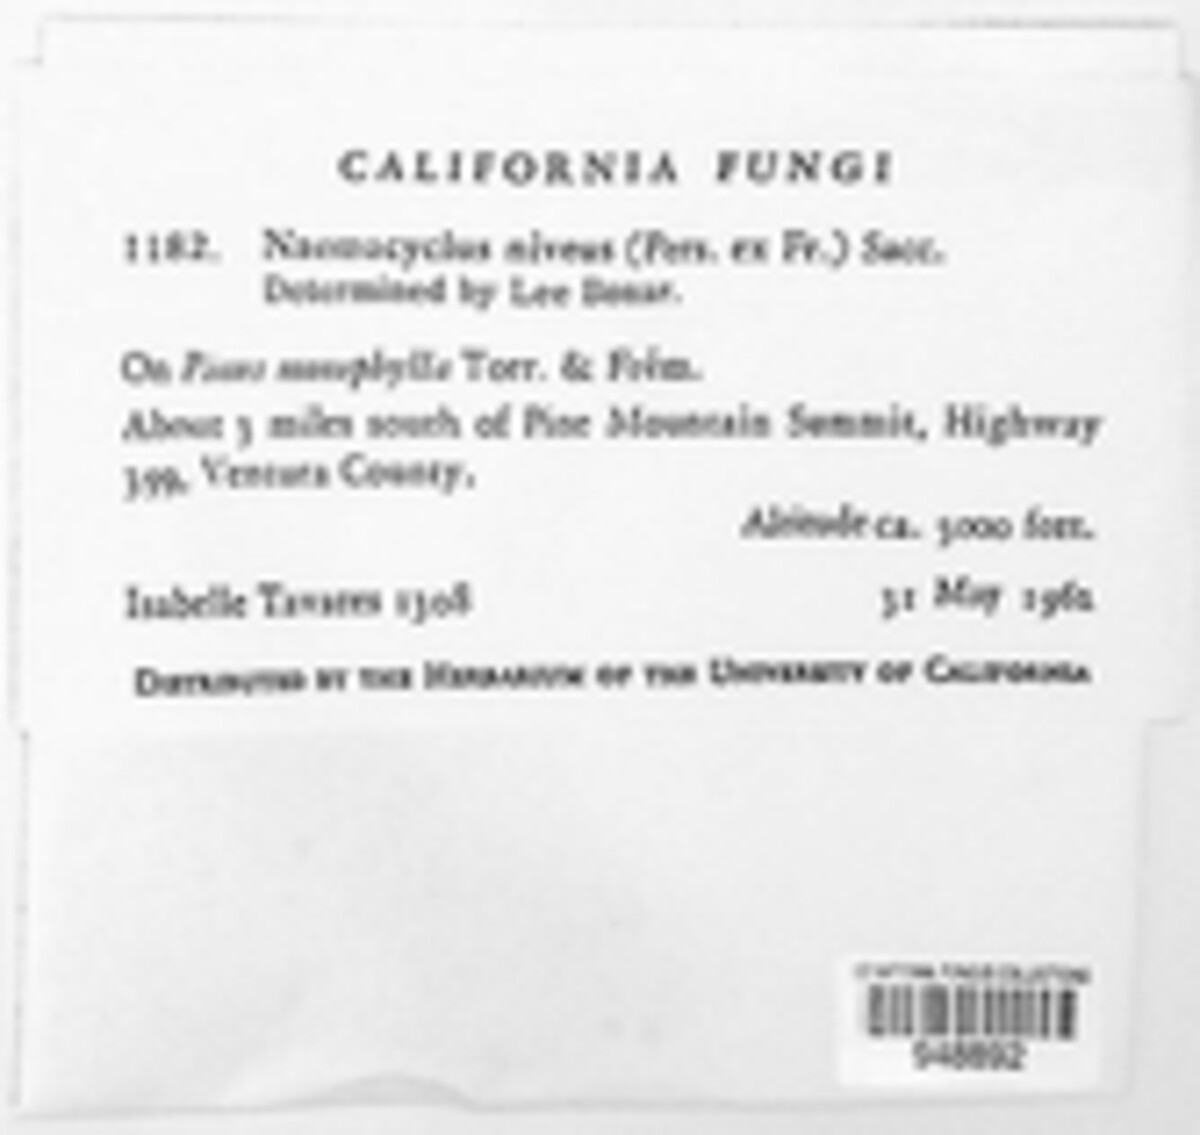 CALIFORNIA FUNGI
1182. Naemacyclus niveus (Pers. ex Fr.) Sacc.
Determined by Lee Bonar.
On Pinus monophylla Torr. & Frém.
About 3 miles south of Pine Mountain Summit, Highway
399, Ventura County.
Altitude ca. 3000 feet.
Isabelle Tavares 1308
31 May 1962
DISTRIBUTED BY THE HERBARIUM OF THE UNIVERSITY OF CALIFORNIA
948892